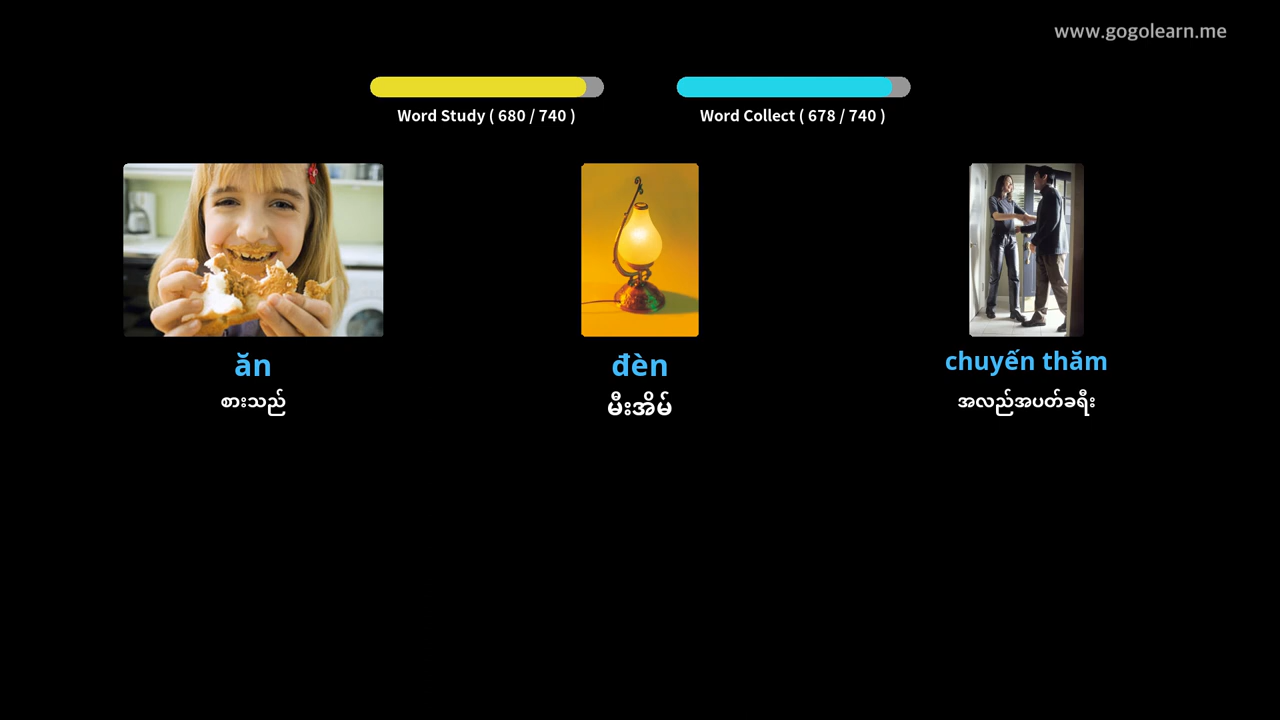 www.gogolearn.me
Word Study ( 680 / 740 )
Word Collect ( 678 / 740 )
ăn
đèn
chuyến thăm
စားသည်
မီးအိမ်
အလည်အပတ်ခရီး